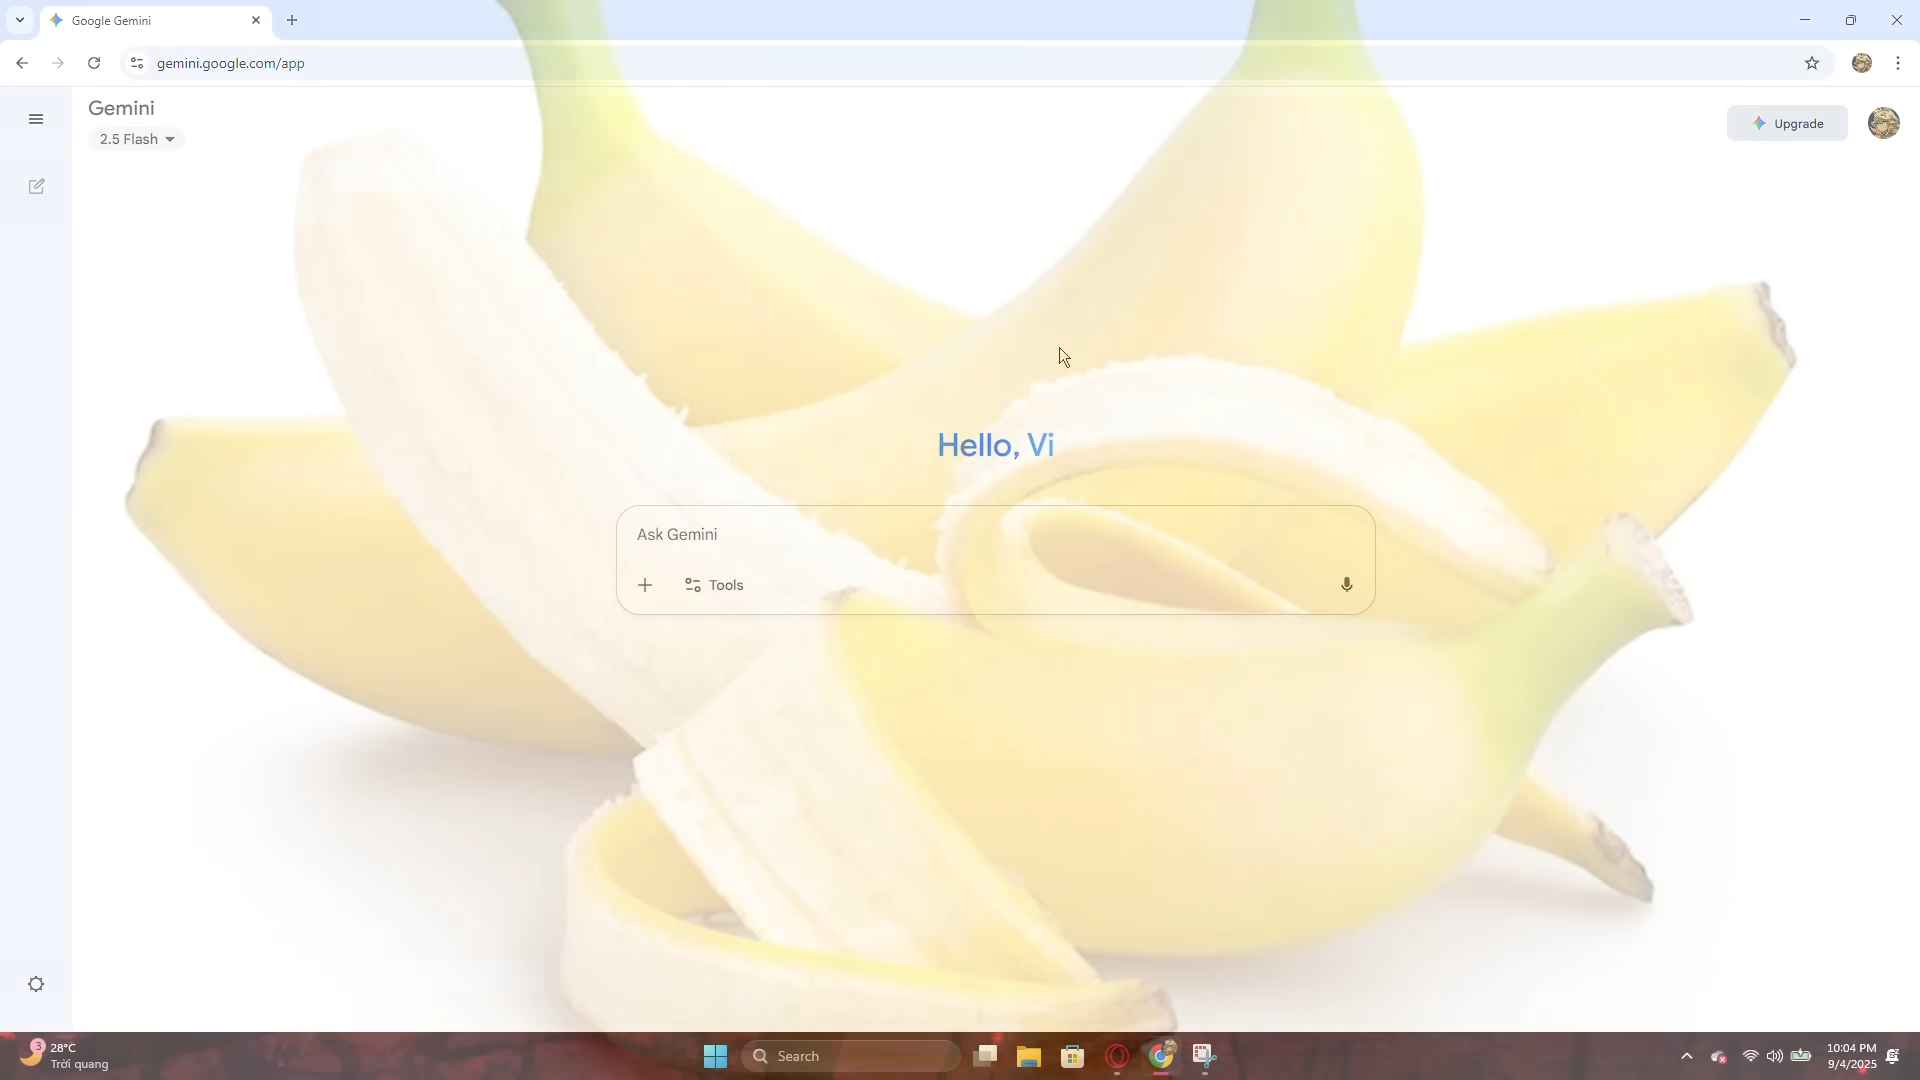 Google Gemini
gemini.google.com/app
Gemini
2.5 Flash
Upgrade
Hello, Vi
Ask Gemini
Tools
3
28°C
Trời quang
Search
10:04 PM
9/4/2025